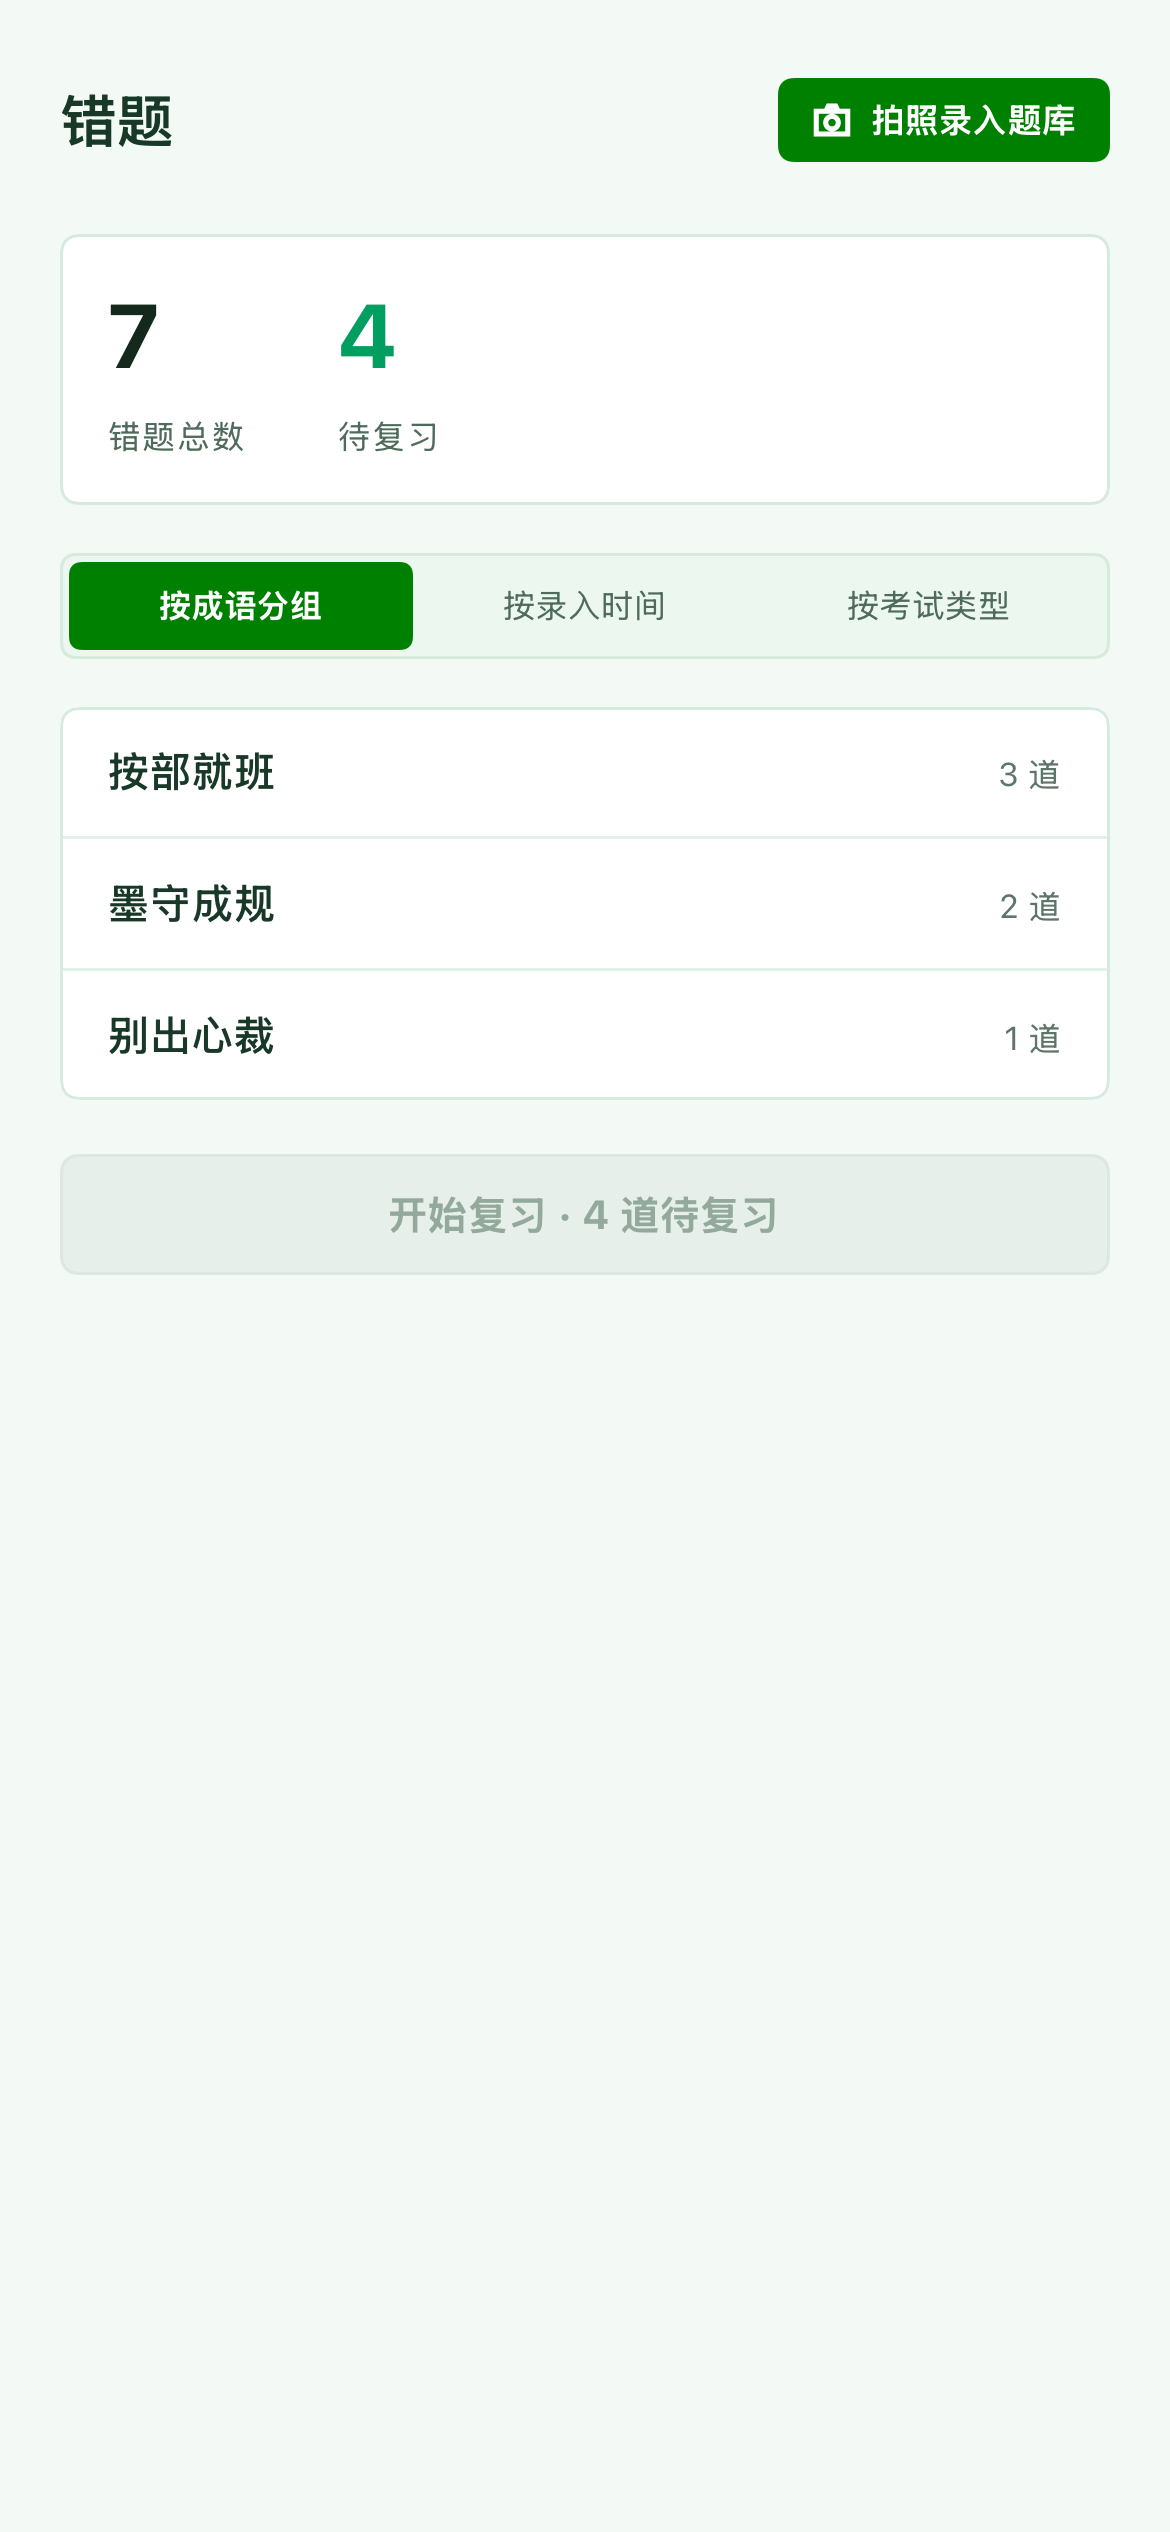 错题
拍照录入题库
7
4
错题总数
待复习
按成语分组
按录入时间
按考试类型
按部就班
3 道
墨守成规
2 道
别出心裁
1 道
开始复习 · 4 道待复习